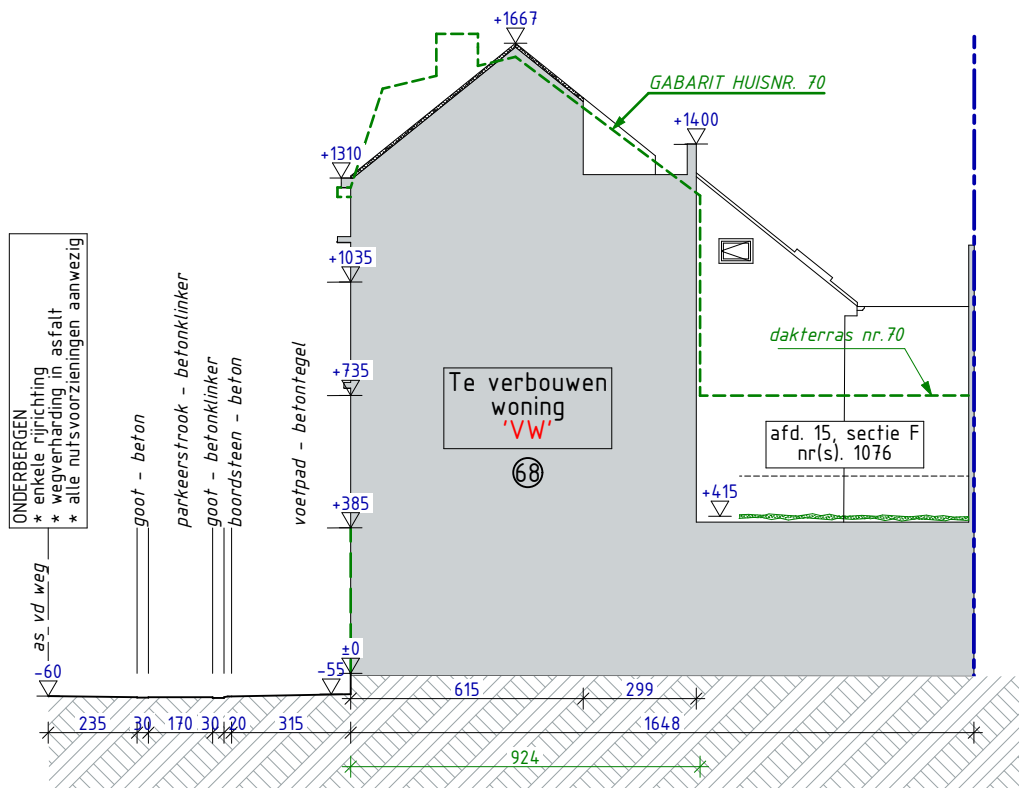 +1667
GABARIT HUISNR. 70
+1400
+1310
+1035
ONDERBERGEN
* enkele rijrichting
* wegverharding in asfalt
* alle nutsvoorzieningen aanwezig
goot - beton
parkeerstrook - betonklinker
goot - betonklinker
boordsteen - beton
voetpad - betontegel
dakterras nr.70
+735
Te verbouwen
woning
'VW'
68
afd. 15, sectie F
nr(s). 1076
+415
+385
as vd weg
±0
-60
-55
615
299
235
30
170
30
20
315
1648
924